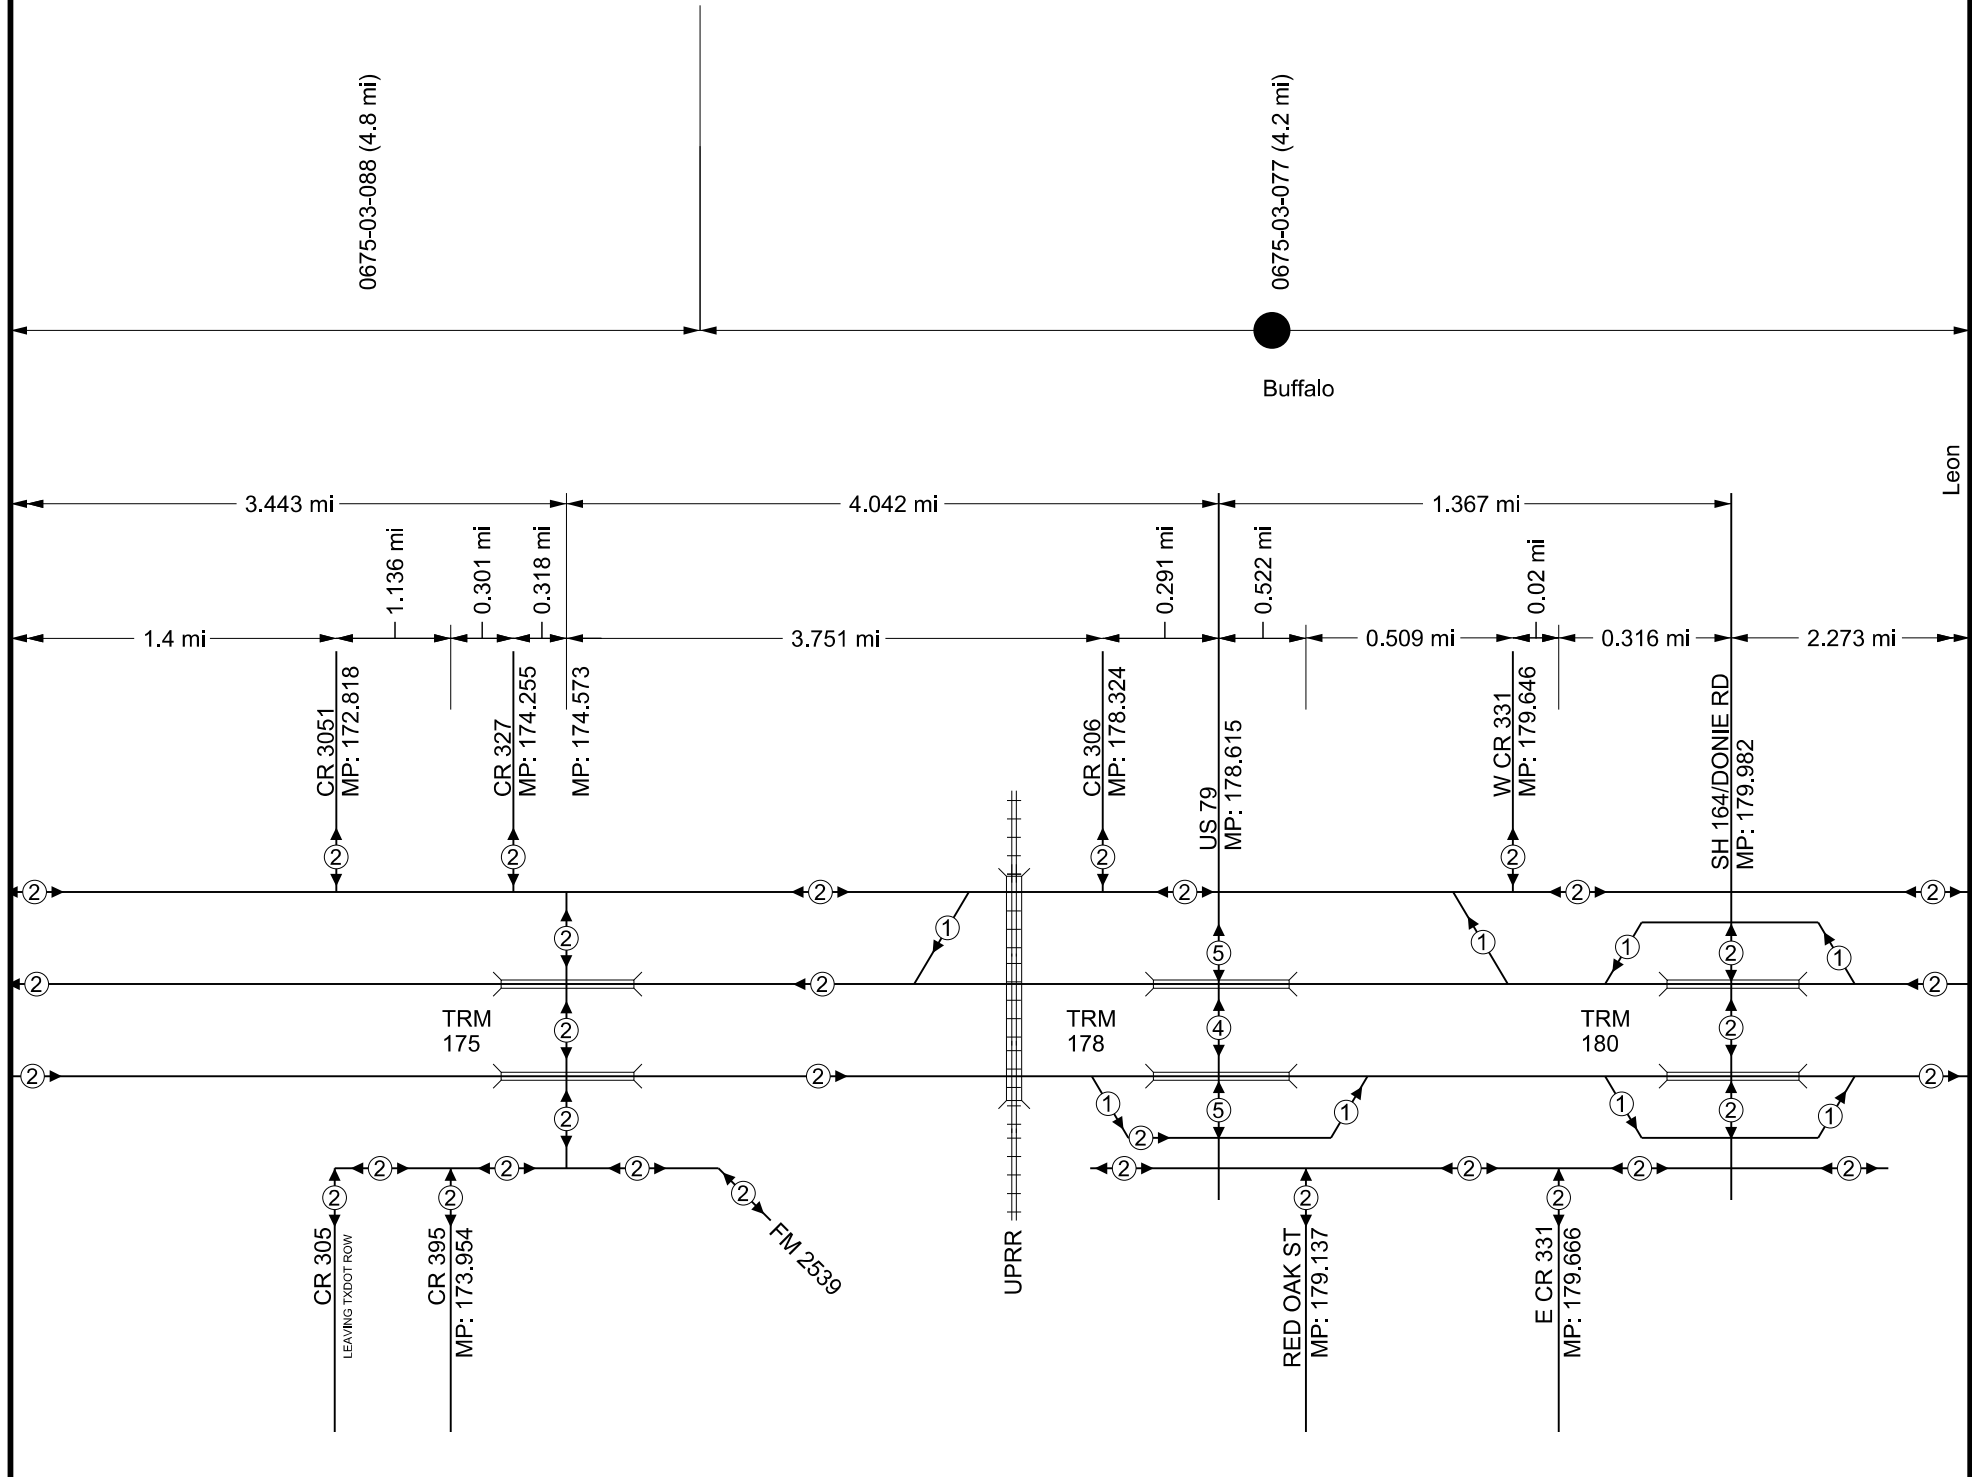 0675-03-088 (4.8 mi)
0675-03-077 (4.2 mi)
Buffalo
Leon
3.443 mi
4.042 mi
1.367 mi
1.136 mi
0.301 mi
0.318 mi
0.291 mi
0.522 mi
0.02 mi
1.4 mi
3.751 mi
0.509 mi
0.316 mi
2.273 mi
CR 3051
MP: 172.818
CR 327
MP: 174.255
MP: 174.573
CR 306
MP: 178.324
US 79
MP: 178.615
W CR 331
MP: 179.646
SH 164/DONIE RD
MP: 179.982
2 2 2 2
2 2 2 2 2
2 1 5 1 1 2 1
2 2 2
TRM
175
2
TRM
178
4
TRM
180
2
2 2 2
2 1 5 1 1 2 1
2
2 2 2 2 2 2 2
2 2 2 2 2
CR 305
LEAVING TXDOT ROW
CR 395
MP: 173.954
FM 2539
UPRR
RED OAK ST
MP: 179.137
E CR 331
MP: 179.666